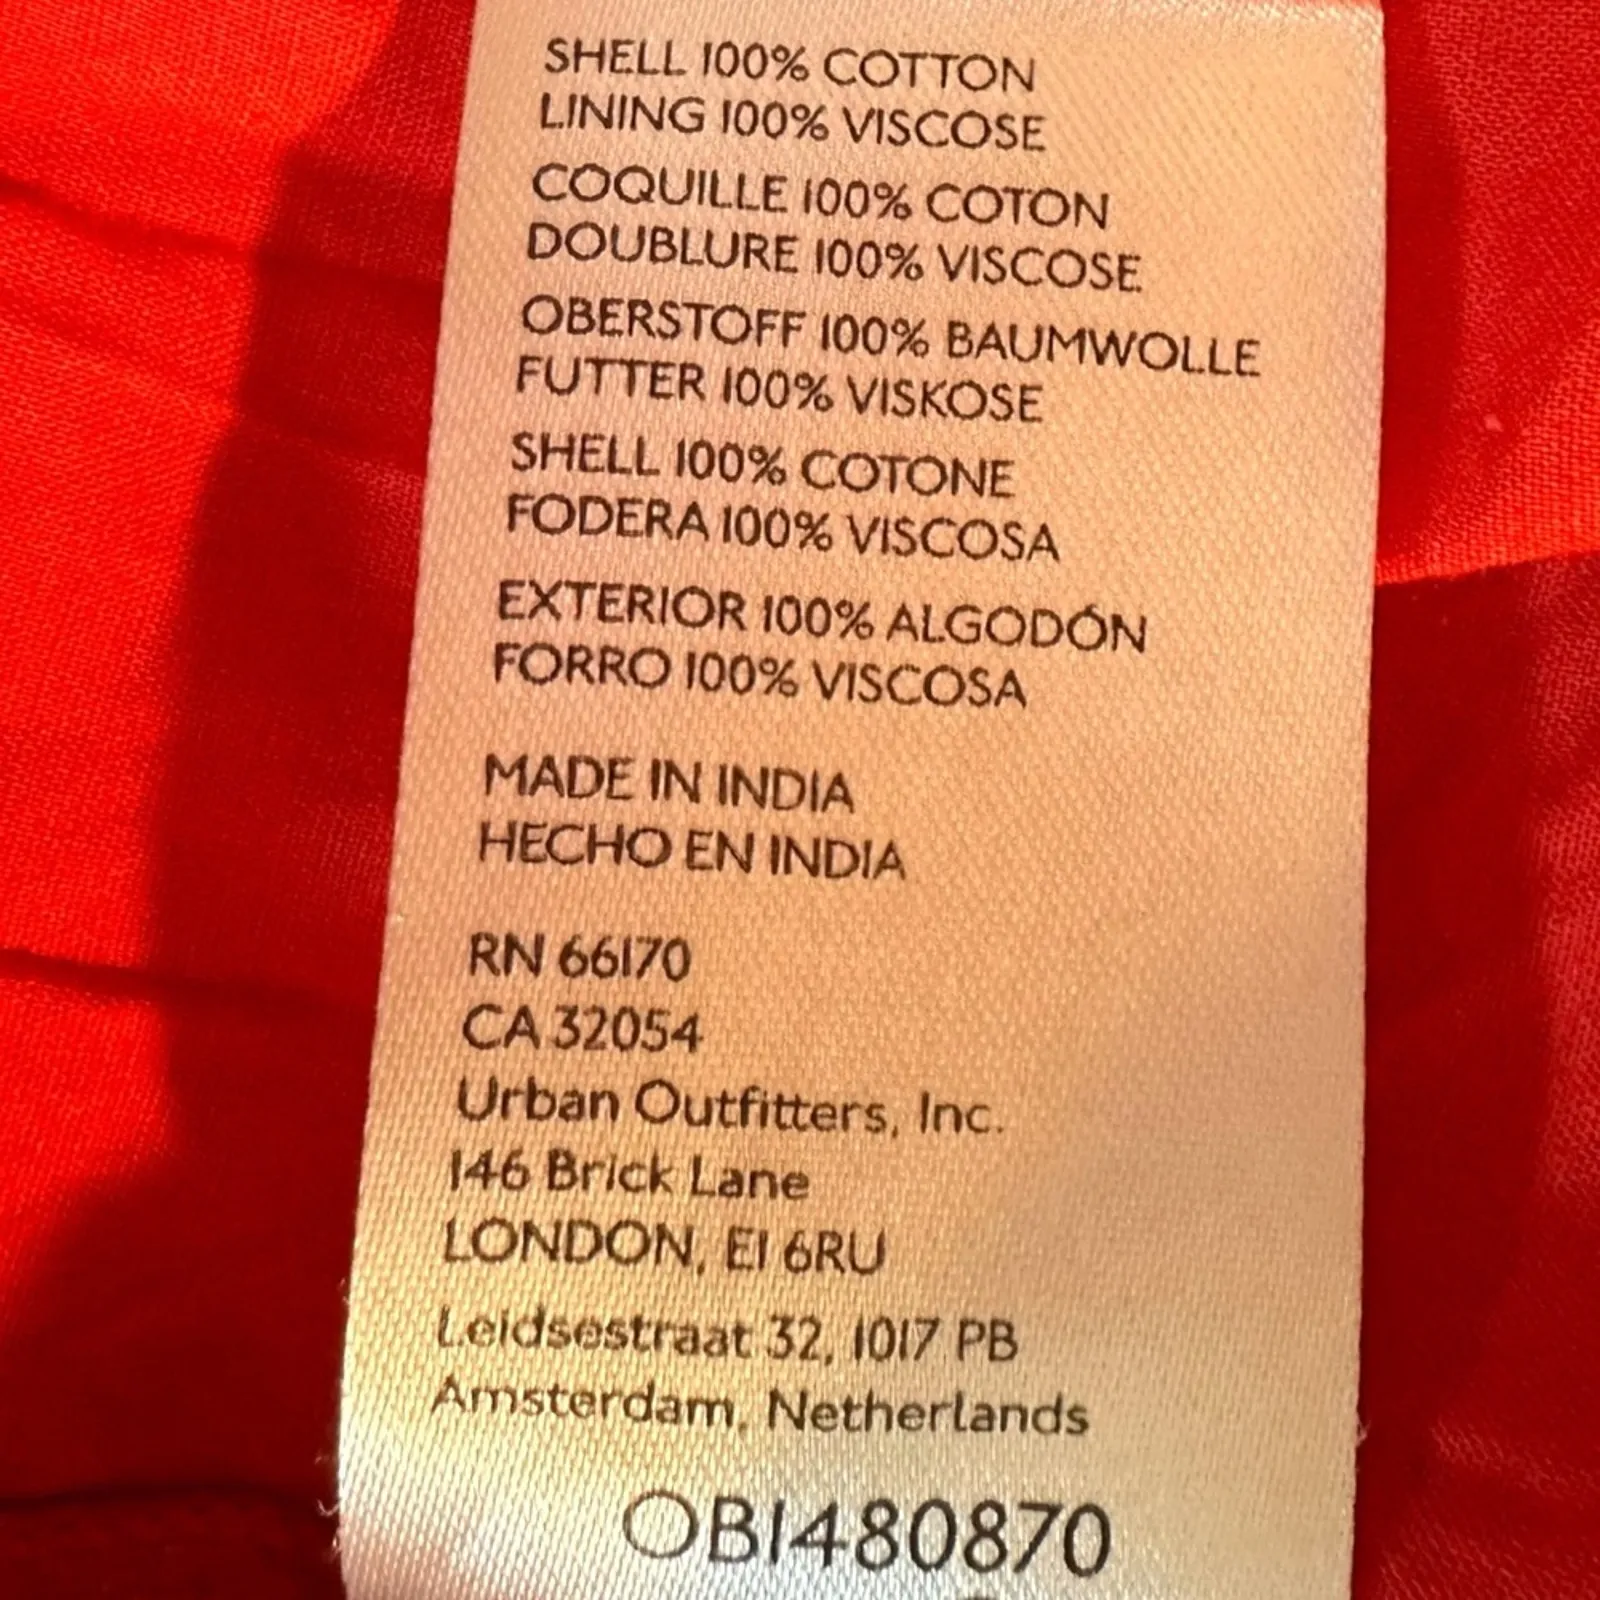 SHELL 100% COTTON
LINING 100% VISCOSE
COQUILLE 100% COTON
DOUBLURE 100% VISCOSE
OBERSTOFF 100% BAUMWOLLE
FUTTER 100% VISKOSE
SHELL 100% COTONE
FODERA 100% VISCOSA
EXTERIOR 100% ALGODÓN
FORRO 100% VISCOSA
MADE IN INDIA
HECHO EN INDIA
RN 66170
CA 32054
Urban Outfitters, Inc.
146 Brick Lane
LONDON, E1 6RU
Leidsestraat 32, 1017 PB
Amsterdam, Netherlands
OB1480870